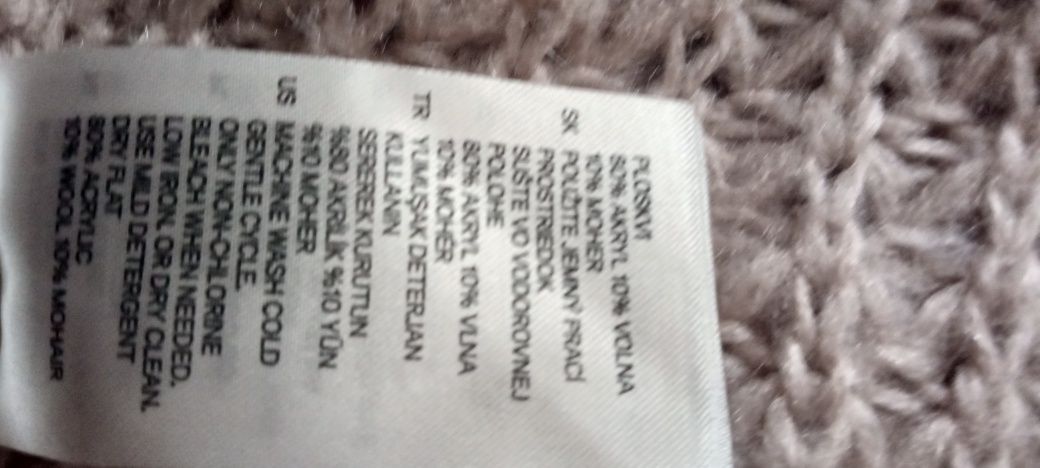 PLOSKVI
80% AKRYL 10% VOLNA
10% MOHER
SK POUŽITE JEMNÝ PRACÍ
PROSTRIEDOK
SUŠTE VO VODOROVNEJ
POLOHE
80% AKRYL 10% VLNA
10% MOHÉR
TR YUMUŞAK DETERJAN
KULLANIN
SEREREK KURUTUN
%80 AKRİLİK %10 YÜN
%10 MOHER
US MACHINE WASH COLD
GENTLE CYCLE
ONLY NON-CHLORINE
BLEACH WHEN NEEDED.
LOW IRON, OR DRY CLEAN.
USE MILD DETERGENT
DRY FLAT
80% ACRYLIC
10% WOOL 10% MOHAIR